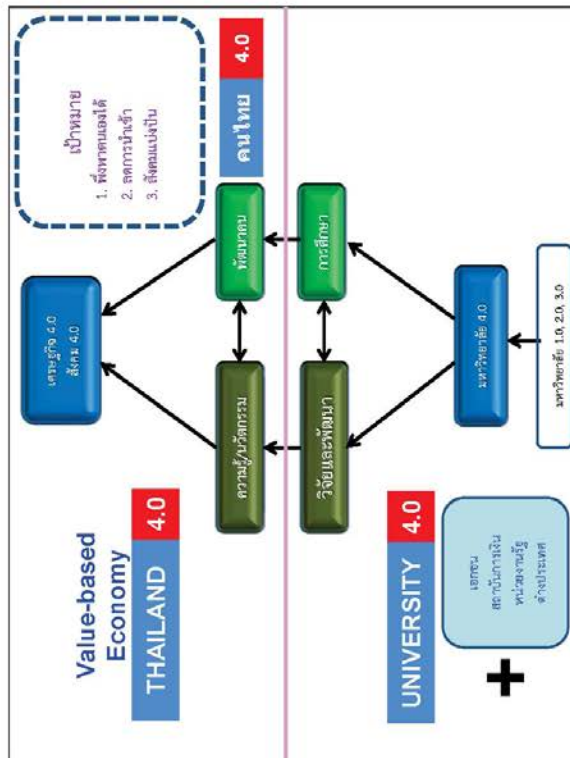 Value-based
Economy
THAILAND 4.0
เศรษฐกิจ 4.0
สังคม 4.0
เป้าหมาย
1. พึ่งพาตนเองได้
2. ลดการนำเข้า
3. สังคมแบ่งปัน
ความรู้/นวัตกรรม
พัฒนาคน
คนไทย 4.0
วิจัยและพัฒนา
การศึกษา
UNIVERSITY 4.0
มหาวิทยาลัย 4.0
เอกชน
สถาบันการเงิน
หน่วยงานรัฐ
ต่างประเทศ
+
มหาวิทยาลัย 1.0, 2.0, 3.0